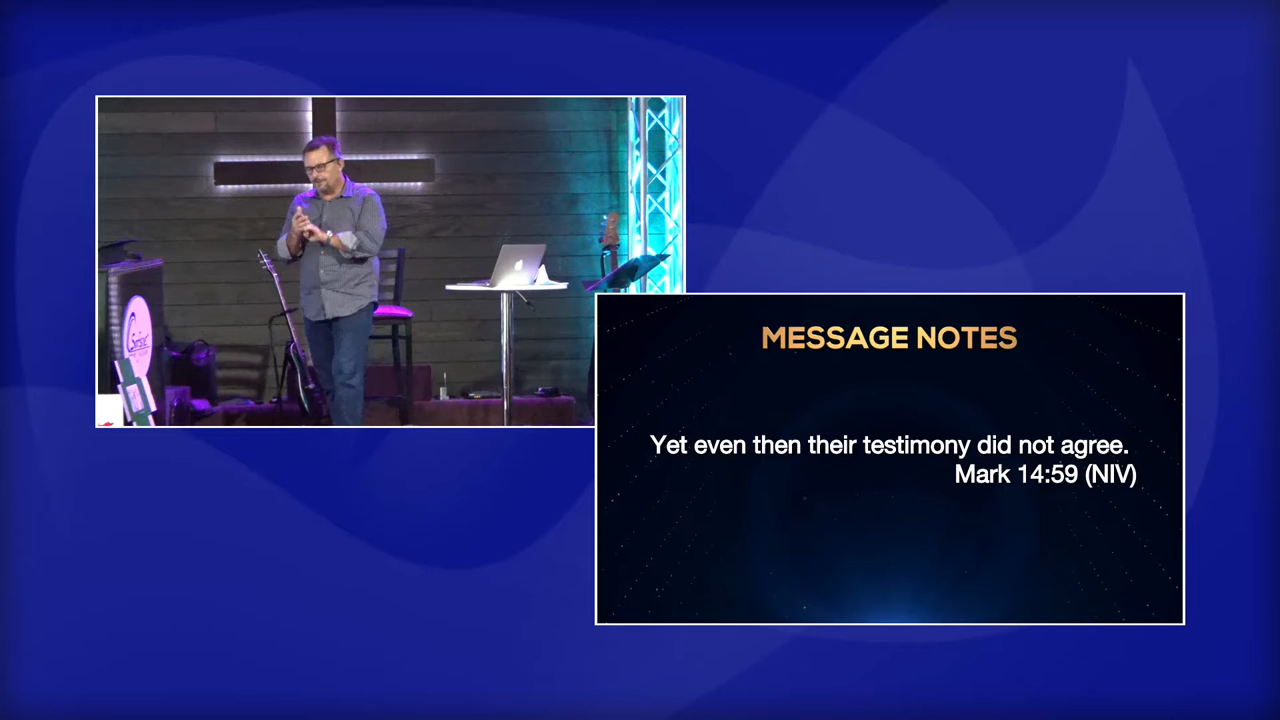 MESSAGE NOTES
Yet even then their testimony did not agree.
Mark 14:59 (NIV)